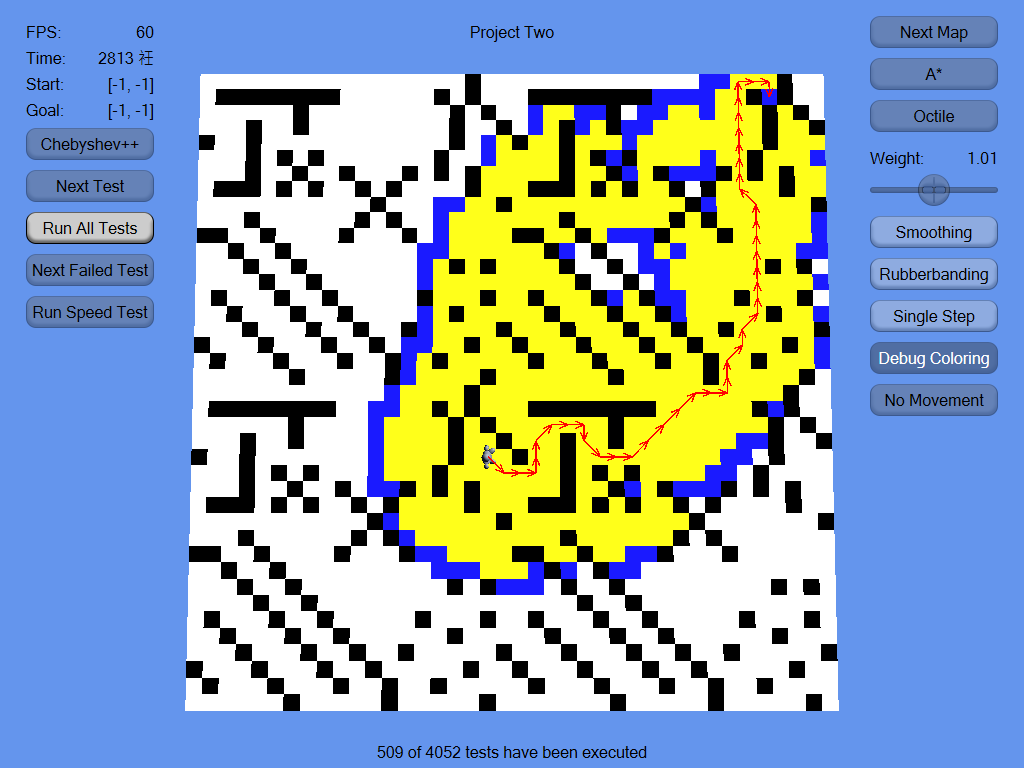 FPS: 60
Time: 2813 衽
Start: [-1, -1]
Goal: [-1, -1]
Chebyshev++
Next Test
Run All Tests
Next Failed Test
Run Speed Test
Project Two
Next Map
A*
Octile
Weight: 1.01
Smoothing
Rubberbanding
Single Step
Debug Coloring
No Movement
509 of 4052 tests have been executed